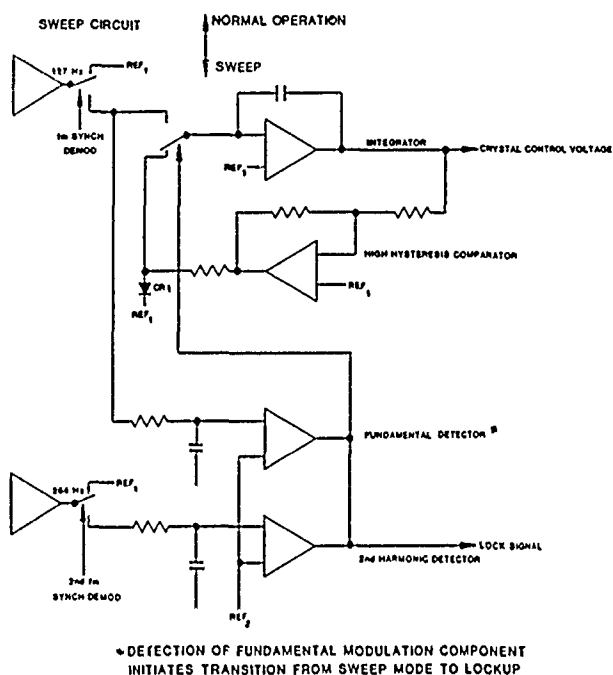 SWEEP CIRCUIT
NORMAL OPERATION
SWEEP
127 Hz
REF1
fm SYNCH
DEMOD
INTEGRATOR
REF1
CRYSTAL CONTROL VOLTAGE
HIGH HYSTERESIS COMPARATOR
REF1
CR1
REF1
FUNDAMENTAL DETECTOR *
254 Hz
REF1
LOCK SIGNAL
2nd HARMONIC DETECTOR
2nd fm
SYNCH DEMOD
REF2
* DETECTION OF FUNDAMENTAL MODULATION COMPONENT
INITIATES TRANSITION FROM SWEEP MODE TO LOCKUP